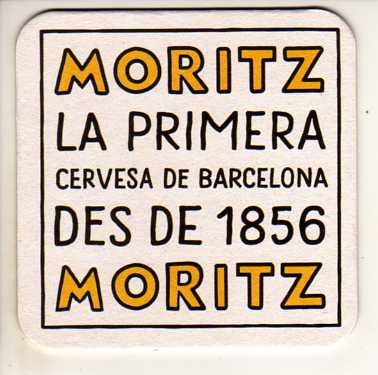 MORITZ
LA PRIMERA
CERVESA DE BARCELONA
DES DE 1856
MORITZ